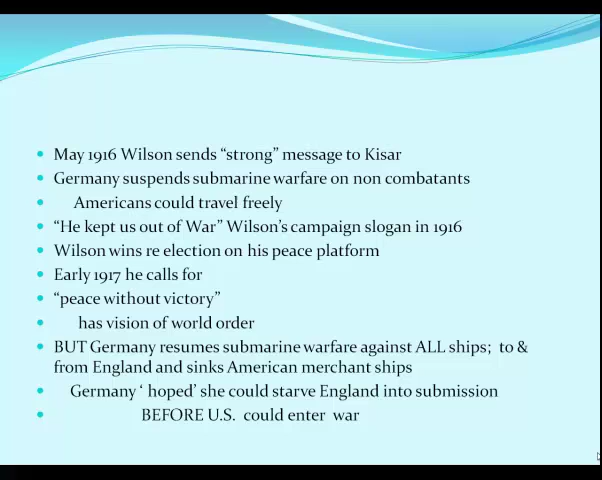 • May 1916 Wilson sends “strong” message to Kisar
• Germany suspends submarine warfare on non combatants
• Americans could travel freely
• “He kept us out of War” Wilson’s campaign slogan in 1916
• Wilson wins re election on his peace platform
• Early 1917 he calls for
• “peace without victory”
• has vision of world order
• BUT Germany resumes submarine warfare against ALL ships; to &
from England and sinks American merchant ships
• Germany ‘ hoped’ she could starve England into submission
• BEFORE U.S. could enter war